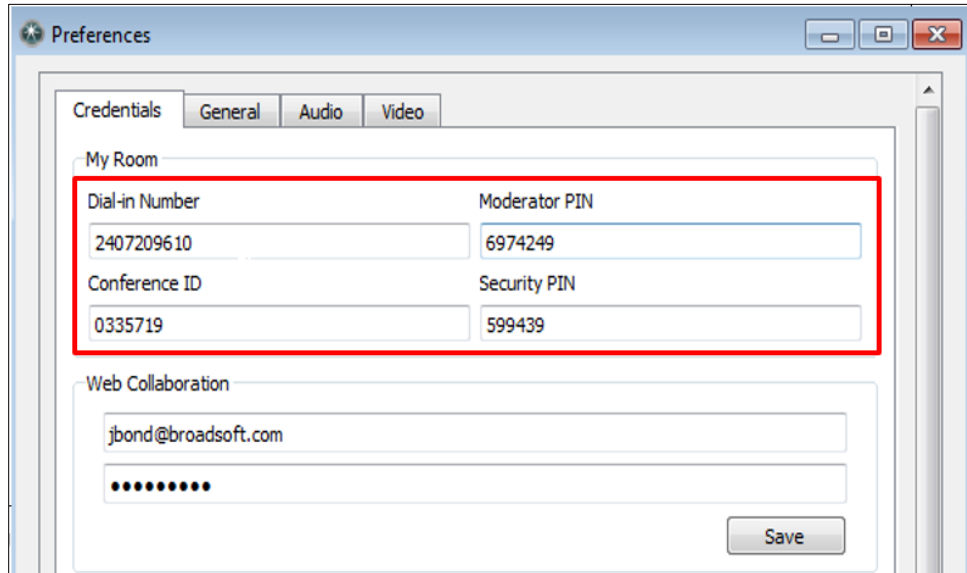 Preferences
Credentials General Audio Video
My Room
Dial-in Number Moderator PIN
2407209610 6974249
Conference ID Security PIN
0335719 599439
Web Collaboration
jbond@broadsoft.com
•••••••••
Save